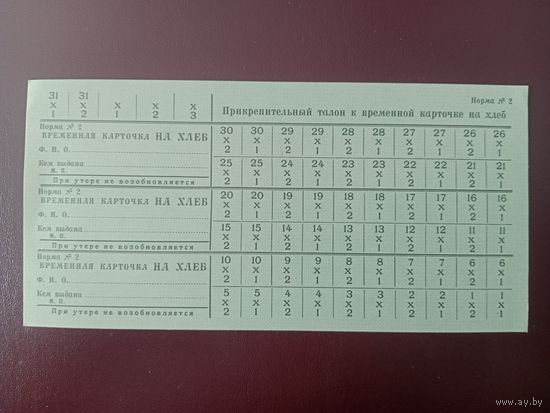 31 31
х х х х х
1 2 1 2 3
Норма № 2
Прикрепительный талон к временной карточке на хлеб
Норма № 2
ВРЕМЕННАЯ КАРТОЧКА НА ХЛЕБ
Ф. И. О.
Кем выдана
м. п.
При утере не возобновляется
30 30 29 29 28 28 27 27 26 26
х х х х х х х х х х
2 1 2 1 2 1 2 1 2 1
25 25 24 24 23 23 22 22 21 21
х х х х х х х х х х
2 1 2 1 2 1 2 1 2 1
Норма № 2
ВРЕМЕННАЯ КАРТОЧКА НА ХЛЕБ
Ф. И. О.
Кем выдана
м. п.
При утере не возобновляется
20 20 19 19 18 18 17 17 16 16
х х х х х х х х х х
2 1 2 1 2 1 2 1 2 1
15 15 14 14 13 13 12 12 11 11
х х х х х х х х х х
2 1 2 1 2 1 2 1 2 1
Норма № 2
ВРЕМЕННАЯ КАРТОЧКА НА ХЛЕБ
Ф. И. О.
Кем выдана
м. п.
При утере не возобновляется
10 10 9 9 8 8 7 7 6 6
х х х х х х х х х х
2 1 2 1 2 1 2 1 2 1
5 5 4 4 3 3 2 2 1 1
х х х х х х х х х х
2 1 2 1 2 1 2 1 2 1
www.ay.by